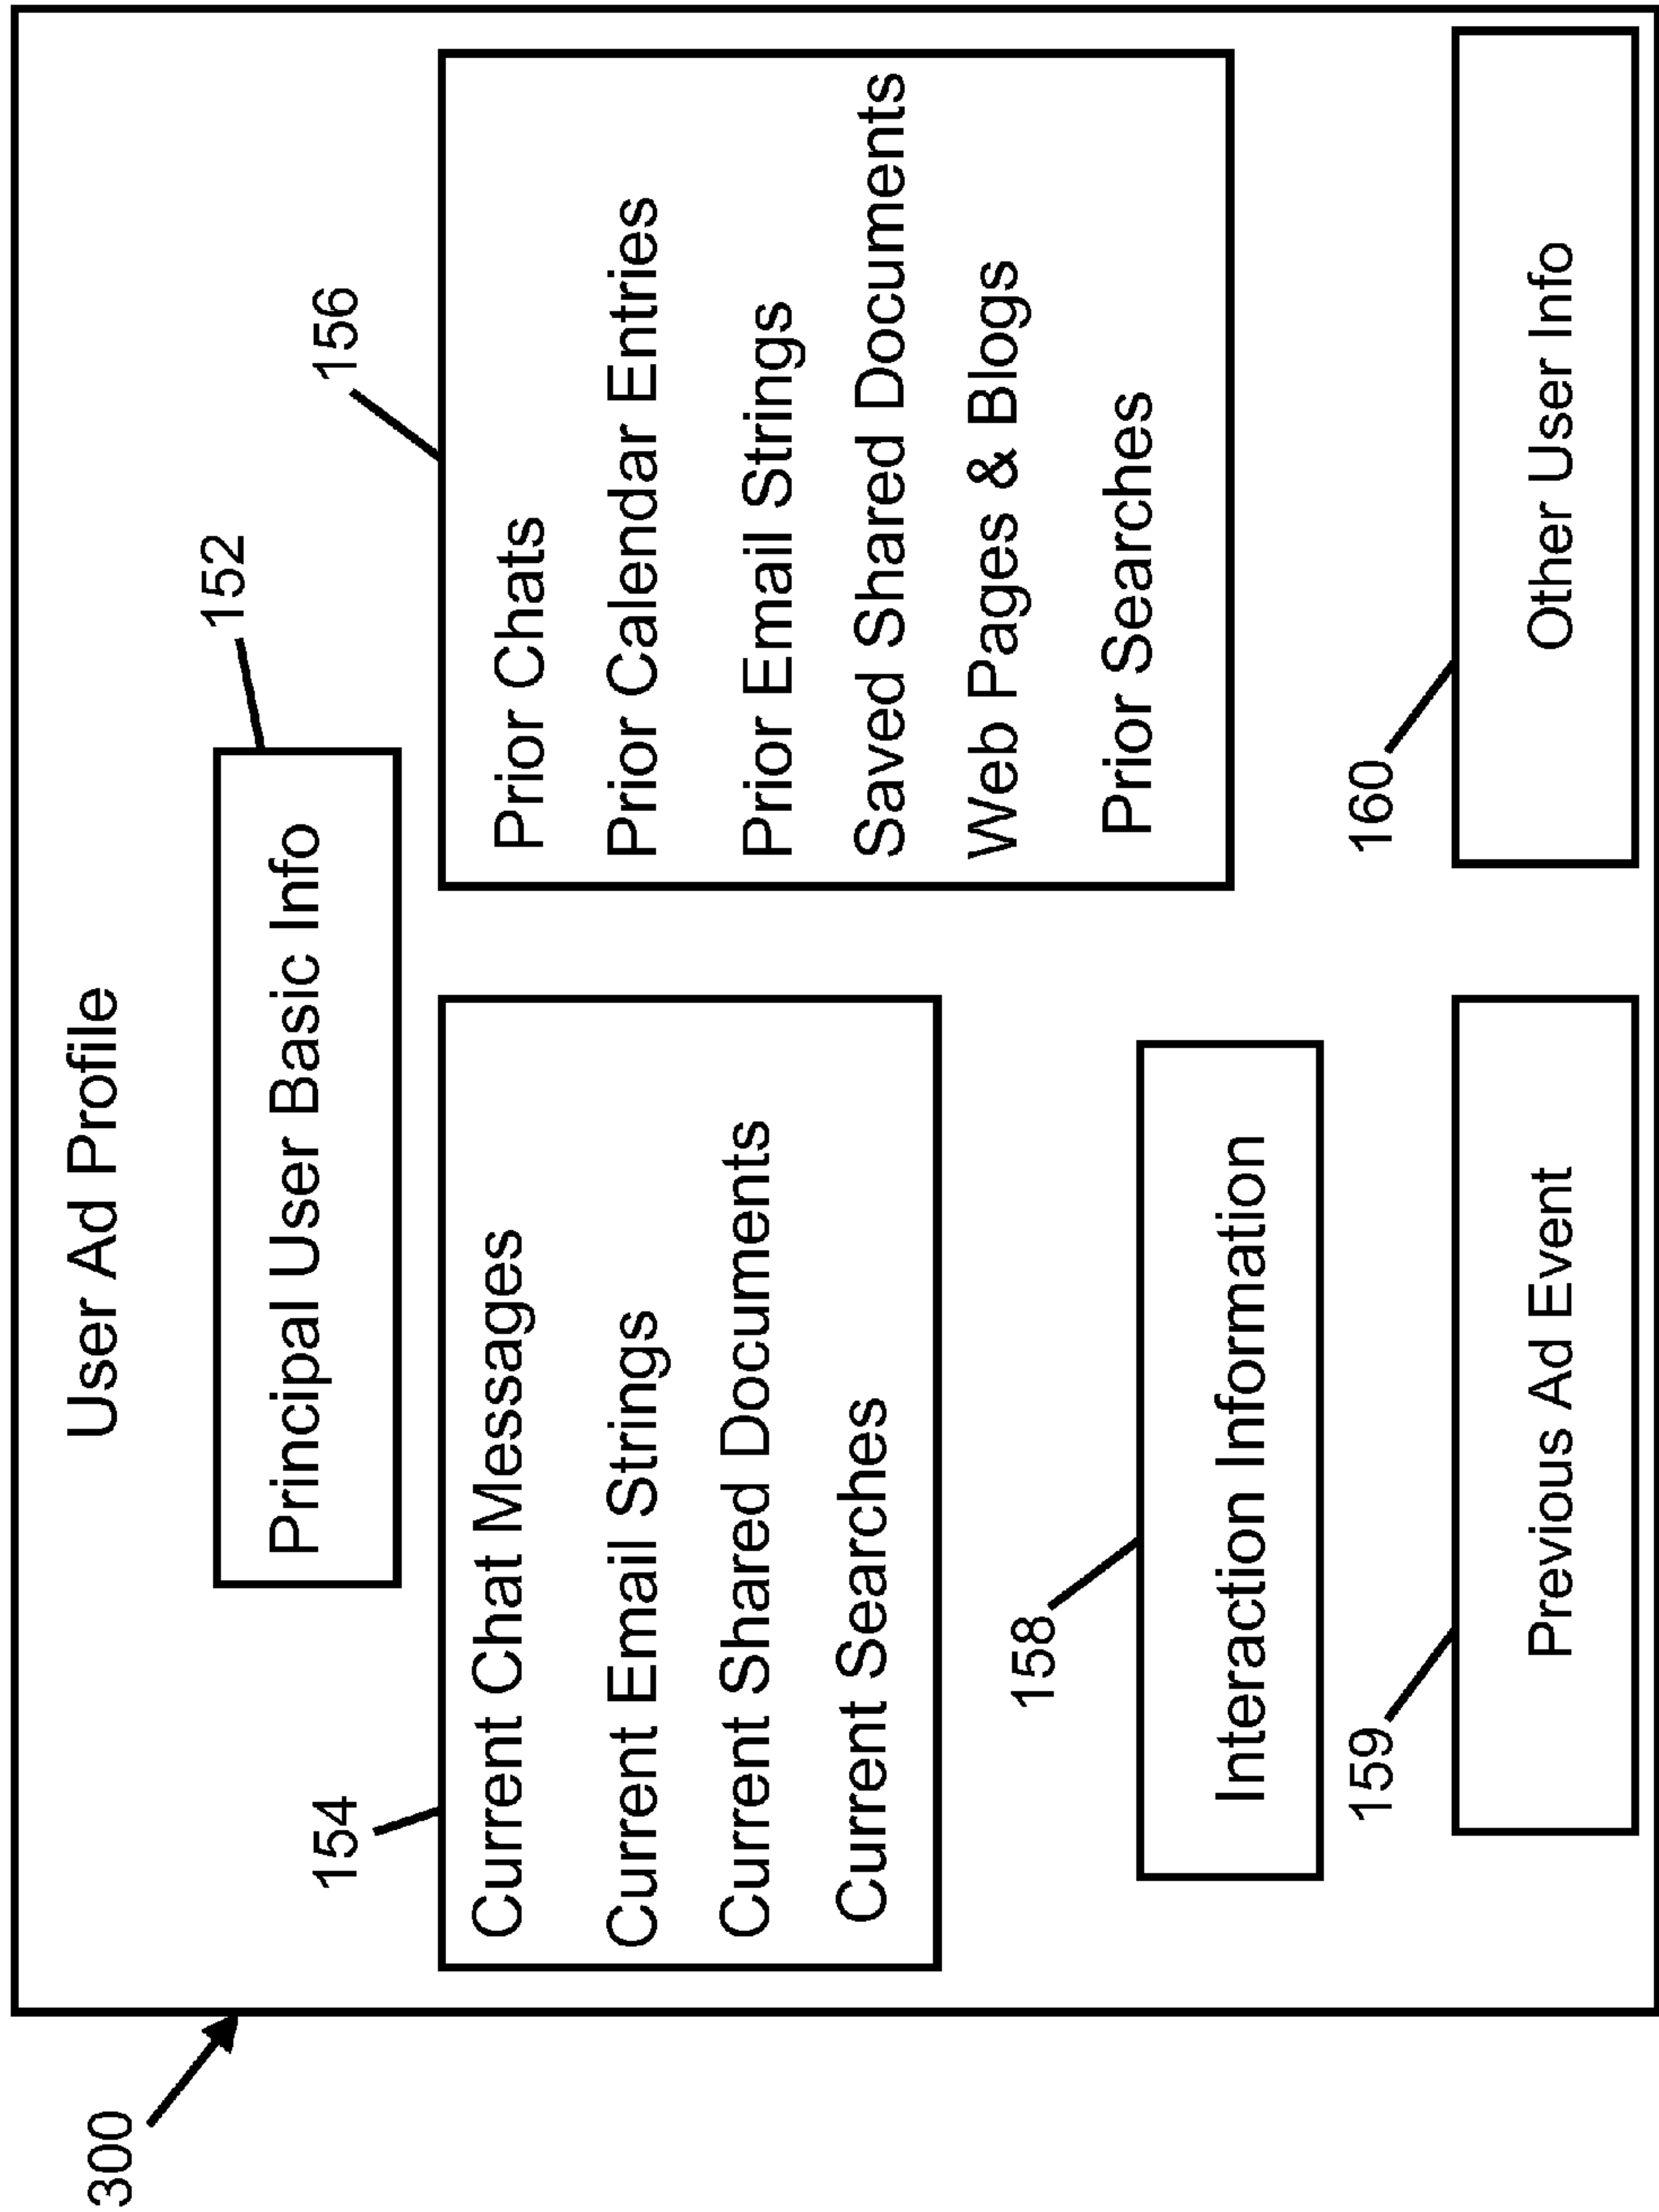 300
User Ad Profile
152
Principal User Basic Info
154
Current Chat Messages
Current Email Strings
Current Shared Documents
Current Searches
156
Prior Chats
Prior Calendar Entries
Prior Email Strings
Saved Shared Documents
Web Pages & Blogs
Prior Searches
158
Interaction Information
159
Previous Ad Event
160
Other User Info